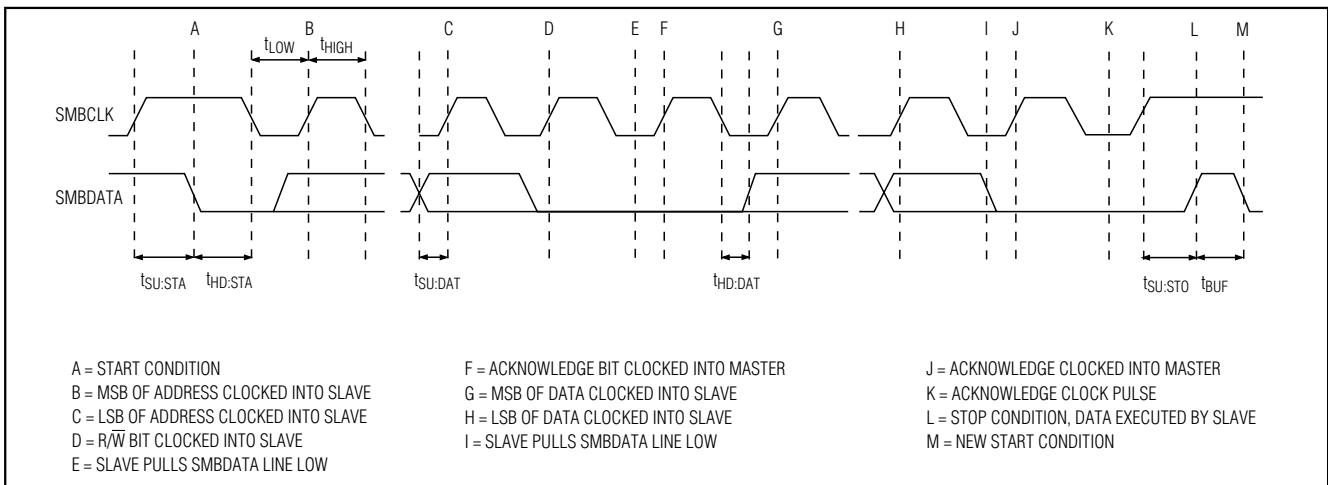 A B C D E F G H I J K L M
tLOW tHIGH
SMBCLK
SMBDATA
tSU:STA tHD:STA tSU:DAT tHD:DAT tSU:STO tBUF
A = START CONDITION
B = MSB OF ADDRESS CLOCKED INTO SLAVE
C = LSB OF ADDRESS CLOCKED INTO SLAVE
D = R/W̅ BIT CLOCKED INTO SLAVE
E = SLAVE PULLS SMBDATA LINE LOW
F = ACKNOWLEDGE BIT CLOCKED INTO MASTER
G = MSB OF DATA CLOCKED INTO SLAVE
H = LSB OF DATA CLOCKED INTO SLAVE
I = SLAVE PULLS SMBDATA LINE LOW
J = ACKNOWLEDGE CLOCKED INTO MASTER
K = ACKNOWLEDGE CLOCK PULSE
L = STOP CONDITION, DATA EXECUTED BY SLAVE
M = NEW START CONDITION